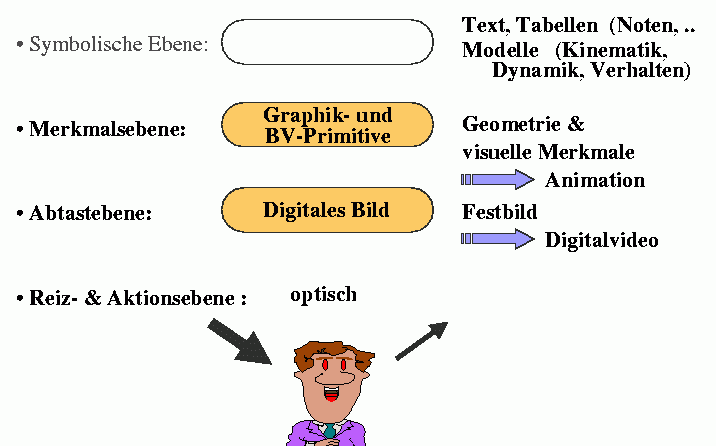 • Symbolische Ebene:
Text, Tabellen (Noten, ..
Modelle (Kinematik,
Dynamik, Verhalten)
• Merkmalsebene:
Graphik- und
BV-Primitive
Geometrie &
visuelle Merkmale
Animation
• Abtastebene:
Digitales Bild
Festbild
Digitalvideo
• Reiz- & Aktionsebene :
optisch